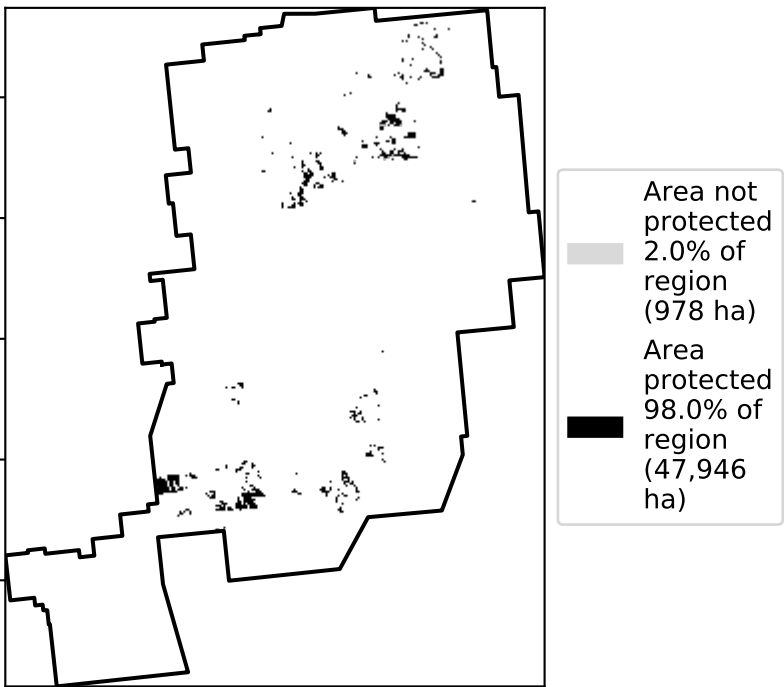 Area not
protected
2.0% of
region
(978 ha)
Area
protected
98.0% of
region
(47,946
ha)